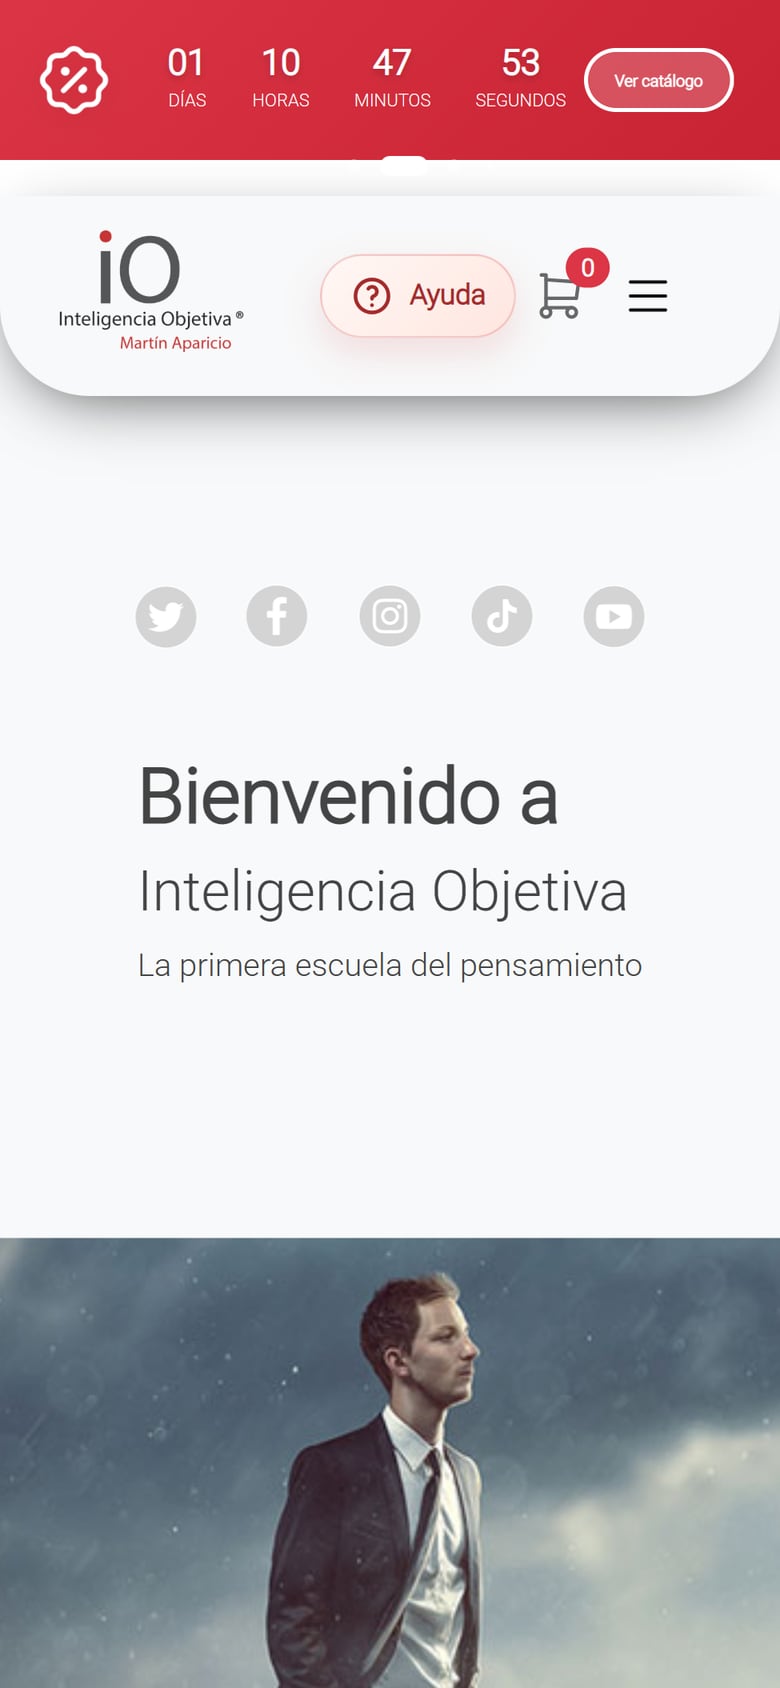 01 10 47 53
DÍAS HORAS MINUTOS SEGUNDOS
Ver catálogo
iO
Inteligencia Objetiva ®
Martín Aparicio
Ayuda
0
Bienvenido a
Inteligencia Objetiva
La primera escuela del pensamiento